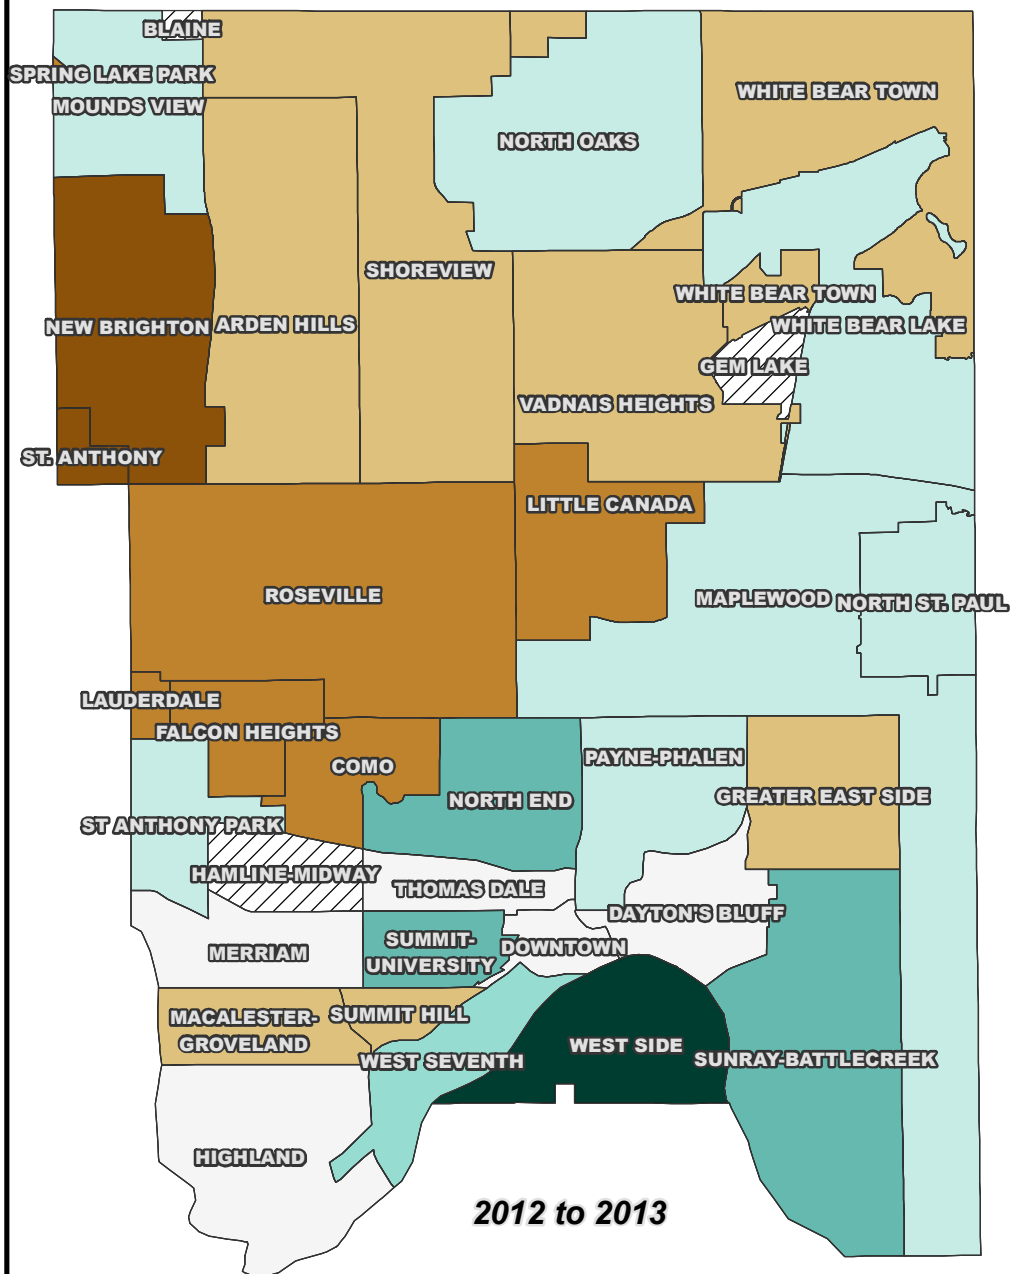 BLAINE
SPRING LAKE PARK
MOUNDS VIEW
WHITE BEAR TOWN
NORTH OAKS
SHOREVIEW
WHITE BEAR TOWN
NEW BRIGHTON
ARDEN HILLS
WHITE BEAR LAKE
GEM LAKE
VADNAIS HEIGHTS
ST. ANTHONY
LITTLE CANADA
ROSEVILLE
MAPLEWOOD
NORTH ST. PAUL
LAUDERDALE
FALCON HEIGHTS
COMO
PAYNE-PHALEN
NORTH END
GREATER EAST SIDE
ST ANTHONY PARK
HAMLINE-MIDWAY
THOMAS DALE
DAYTON'S BLUFF
MERRIAM
SUMMIT-
UNIVERSITY
DOWNTOWN
MACALESTER-
GROVELAND
SUMMIT HILL
WEST SEVENTH
WEST SIDE
SUNRAY-BATTLECREEK
HIGHLAND
2012 to 2013